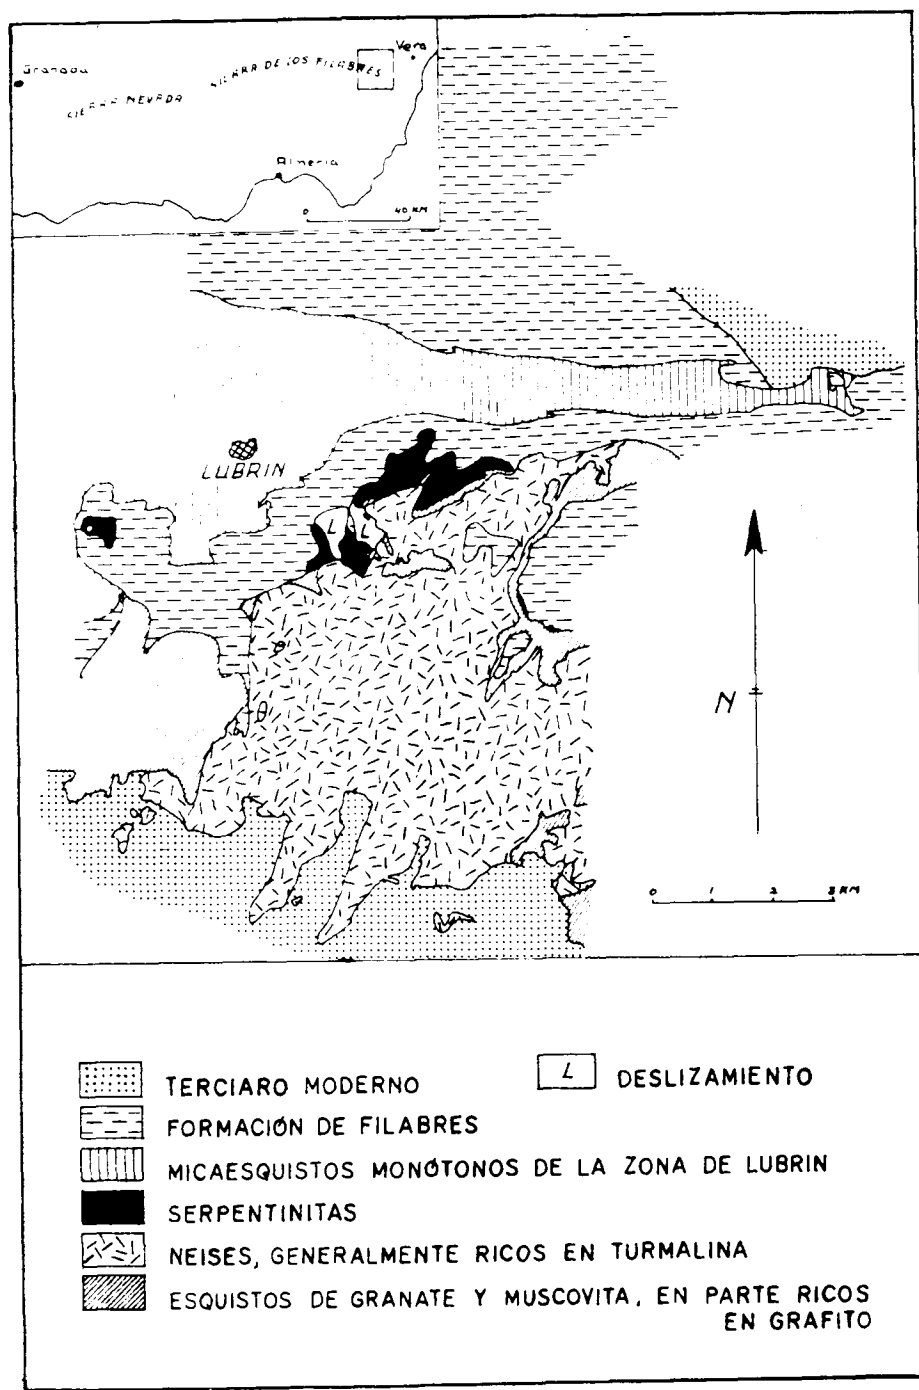 Vera
Granada
SIERRA DE LOS FILABRES
SIERRA NEVADA
Almeria
0 40 KM
LUBRIN
L L
N
0 1 2 3 KM
TERCIARO MODERNO
L DESLIZAMIENTO
FORMACIÓN DE FILABRES
MICAESQUISTOS MONÓTONOS DE LA ZONA DE LUBRIN
SERPENTINITAS
NEISES, GENERALMENTE RICOS EN TURMALINA
ESQUISTOS DE GRANATE Y MUSCOVITA, EN PARTE RICOS
EN GRAFITO